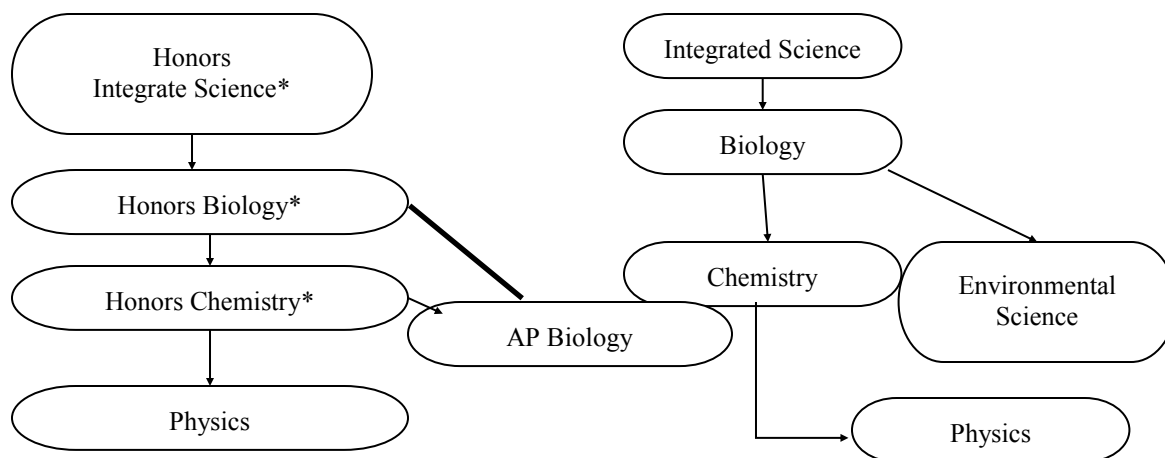 Honors
Integrate Science*
Integrated Science
Biology
Honors Biology*
Chemistry
Honors Chemistry*
Environmental
Science
AP Biology
Physics
Physics